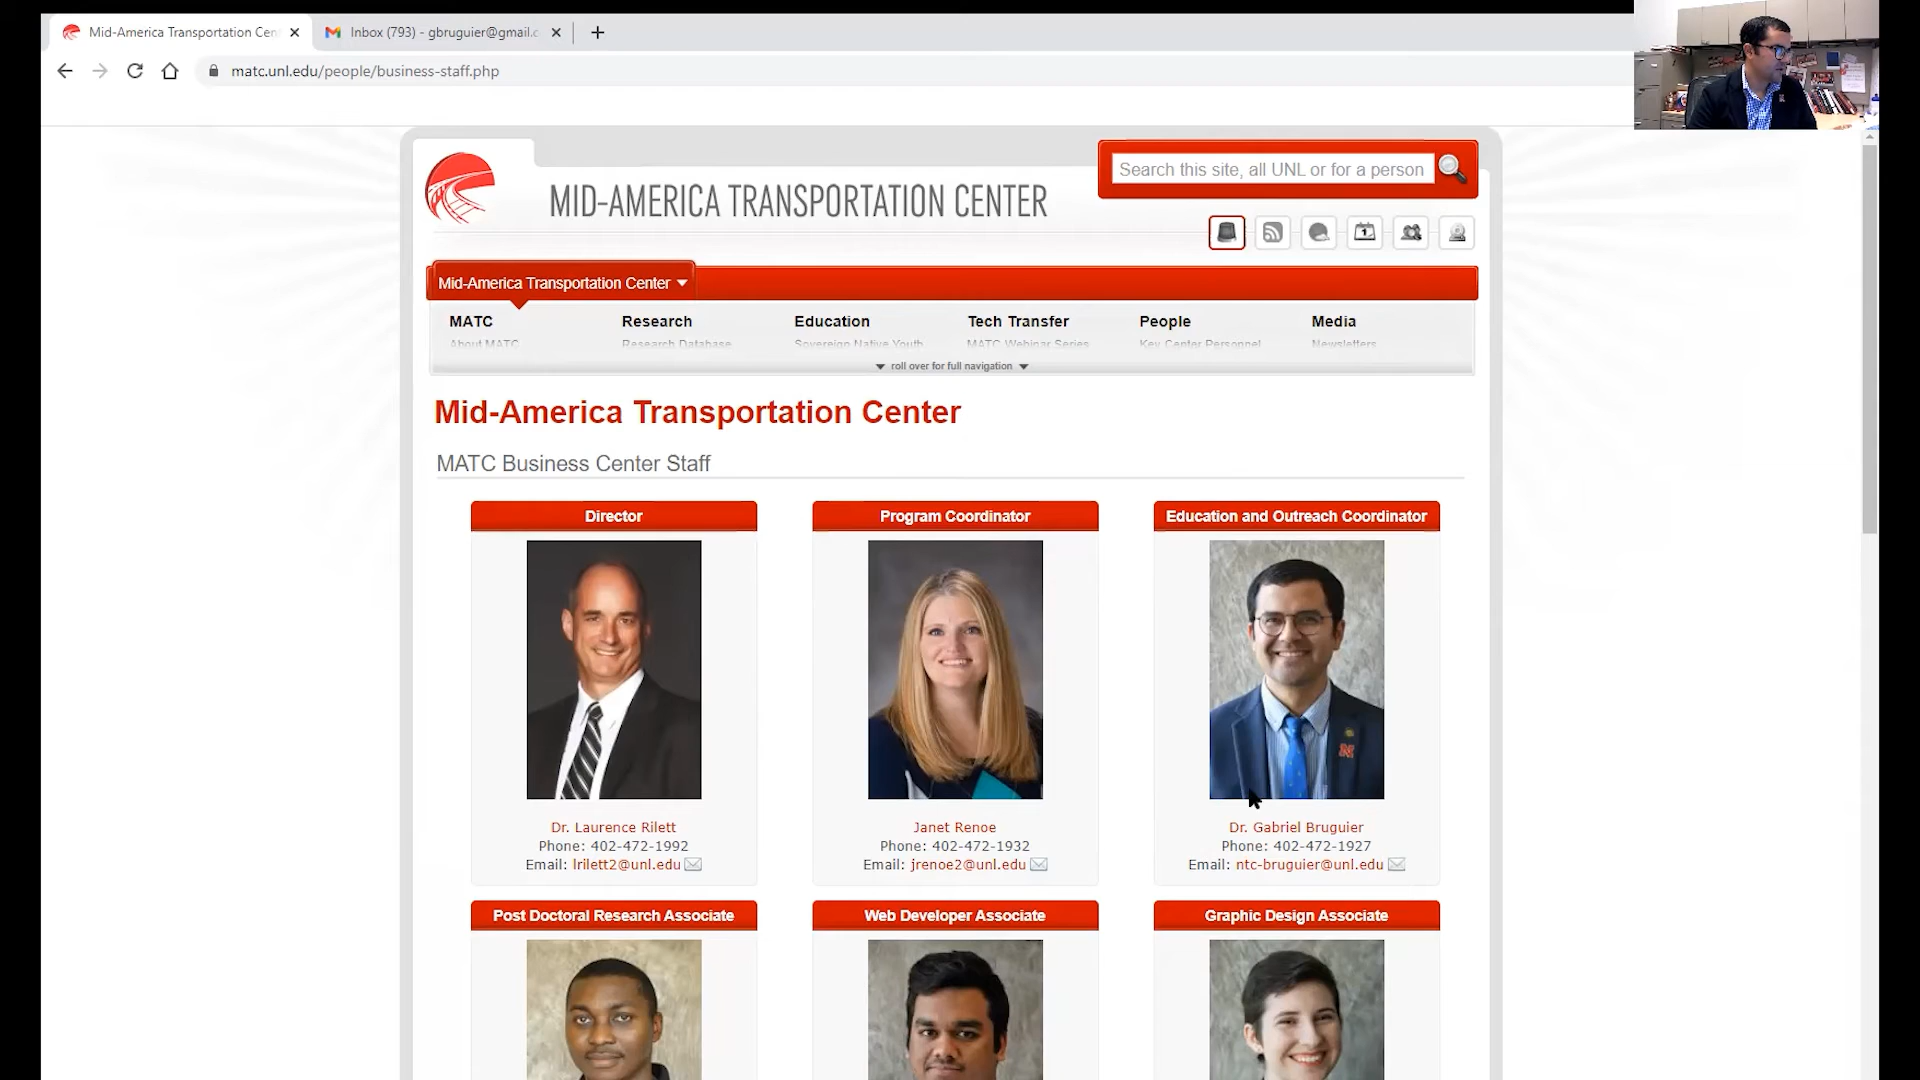 Mid-America Transportation Cen
Inbox (793) - gbruguier@gmail.c
matc.unl.edu/people/business-staff.php
MID-AMERICA TRANSPORTATION CENTER
Search this site, all UNL or for a person
1
Mid-America Transportation Center
MATC Research Education Tech Transfer People Media
About MATC Research Database Sovereign Native Youth MATC Webinar Series Key Center Personnel Newsletters
roll over for full navigation
Mid-America Transportation Center
MATC Business Center Staff
Director
N
Dr. Laurence Rilett
Phone: 402-472-1992
Email: lrilett2@unl.edu
Program Coordinator
Janet Renoe
Phone: 402-472-1932
Email: jrenoe2@unl.edu
Education and Outreach Coordinator
Dr. Gabriel Bruguier
Phone: 402-472-1927
Email: ntc-bruguier@unl.edu
Post Doctoral Research Associate
Web Developer Associate
Graphic Design Associate